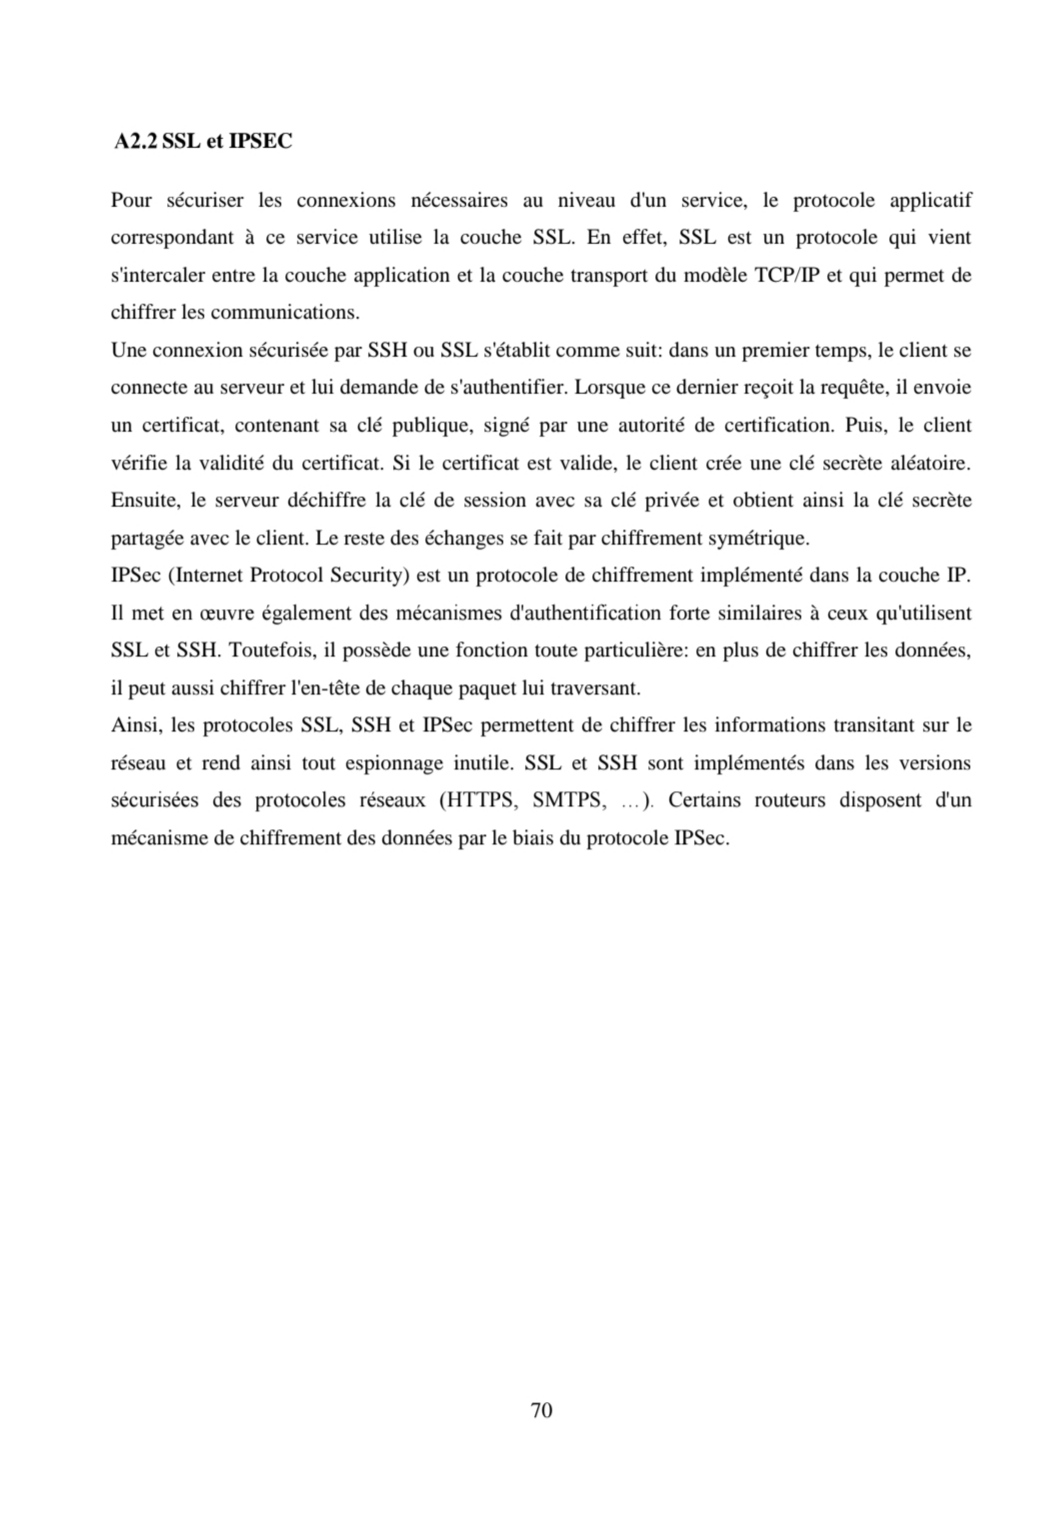 A2.2 SSL et IPSEC
Pour sécuriser les connexions nécessaires au niveau d'un service, le protocole applicatif
correspondant à ce service utilise la couche SSL. En effet, SSL est un protocole qui vient
s'intercaler entre la couche application et la couche transport du modèle TCP/IP et qui permet de
chiffrer les communications.
Une connexion sécurisée par SSH ou SSL s'établit comme suit: dans un premier temps, le client se
connecte au serveur et lui demande de s'authentifier. Lorsque ce dernier reçoit la requête, il envoie
un certificat, contenant sa clé publique, signé par une autorité de certification. Puis, le client
vérifie la validité du certificat. Si le certificat est valide, le client crée une clé secrète aléatoire.
Ensuite, le serveur déchiffre la clé de session avec sa clé privée et obtient ainsi la clé secrète
partagée avec le client. Le reste des échanges se fait par chiffrement symétrique.
IPSec (Internet Protocol Security) est un protocole de chiffrement implémenté dans la couche IP.
Il met en œuvre également des mécanismes d'authentification forte similaires à ceux qu'utilisent
SSL et SSH. Toutefois, il possède une fonction toute particulière: en plus de chiffrer les données,
il peut aussi chiffrer l'en-tête de chaque paquet lui traversant.
Ainsi, les protocoles SSL, SSH et IPSec permettent de chiffrer les informations transitant sur le
réseau et rend ainsi tout espionnage inutile. SSL et SSH sont implémentés dans les versions
sécurisées des protocoles réseaux (HTTPS, SMTPS, …). Certains routeurs disposent d'un
mécanisme de chiffrement des données par le biais du protocole IPSec.
70